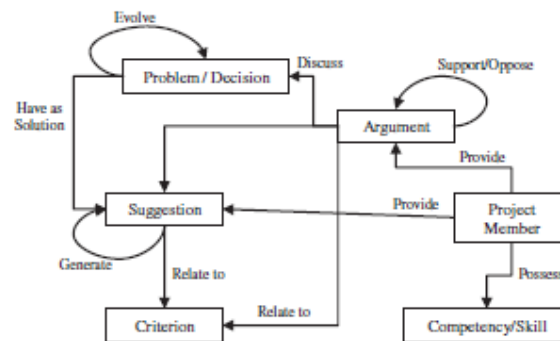 Evolve
Problem / Decision
Discuss
Support/Oppose
Have as
Solution
Argument
Provide
Suggestion
Provide
Project
Member
Generate
Relate to
Possess
Relate to
Criterion
Competency/Skill